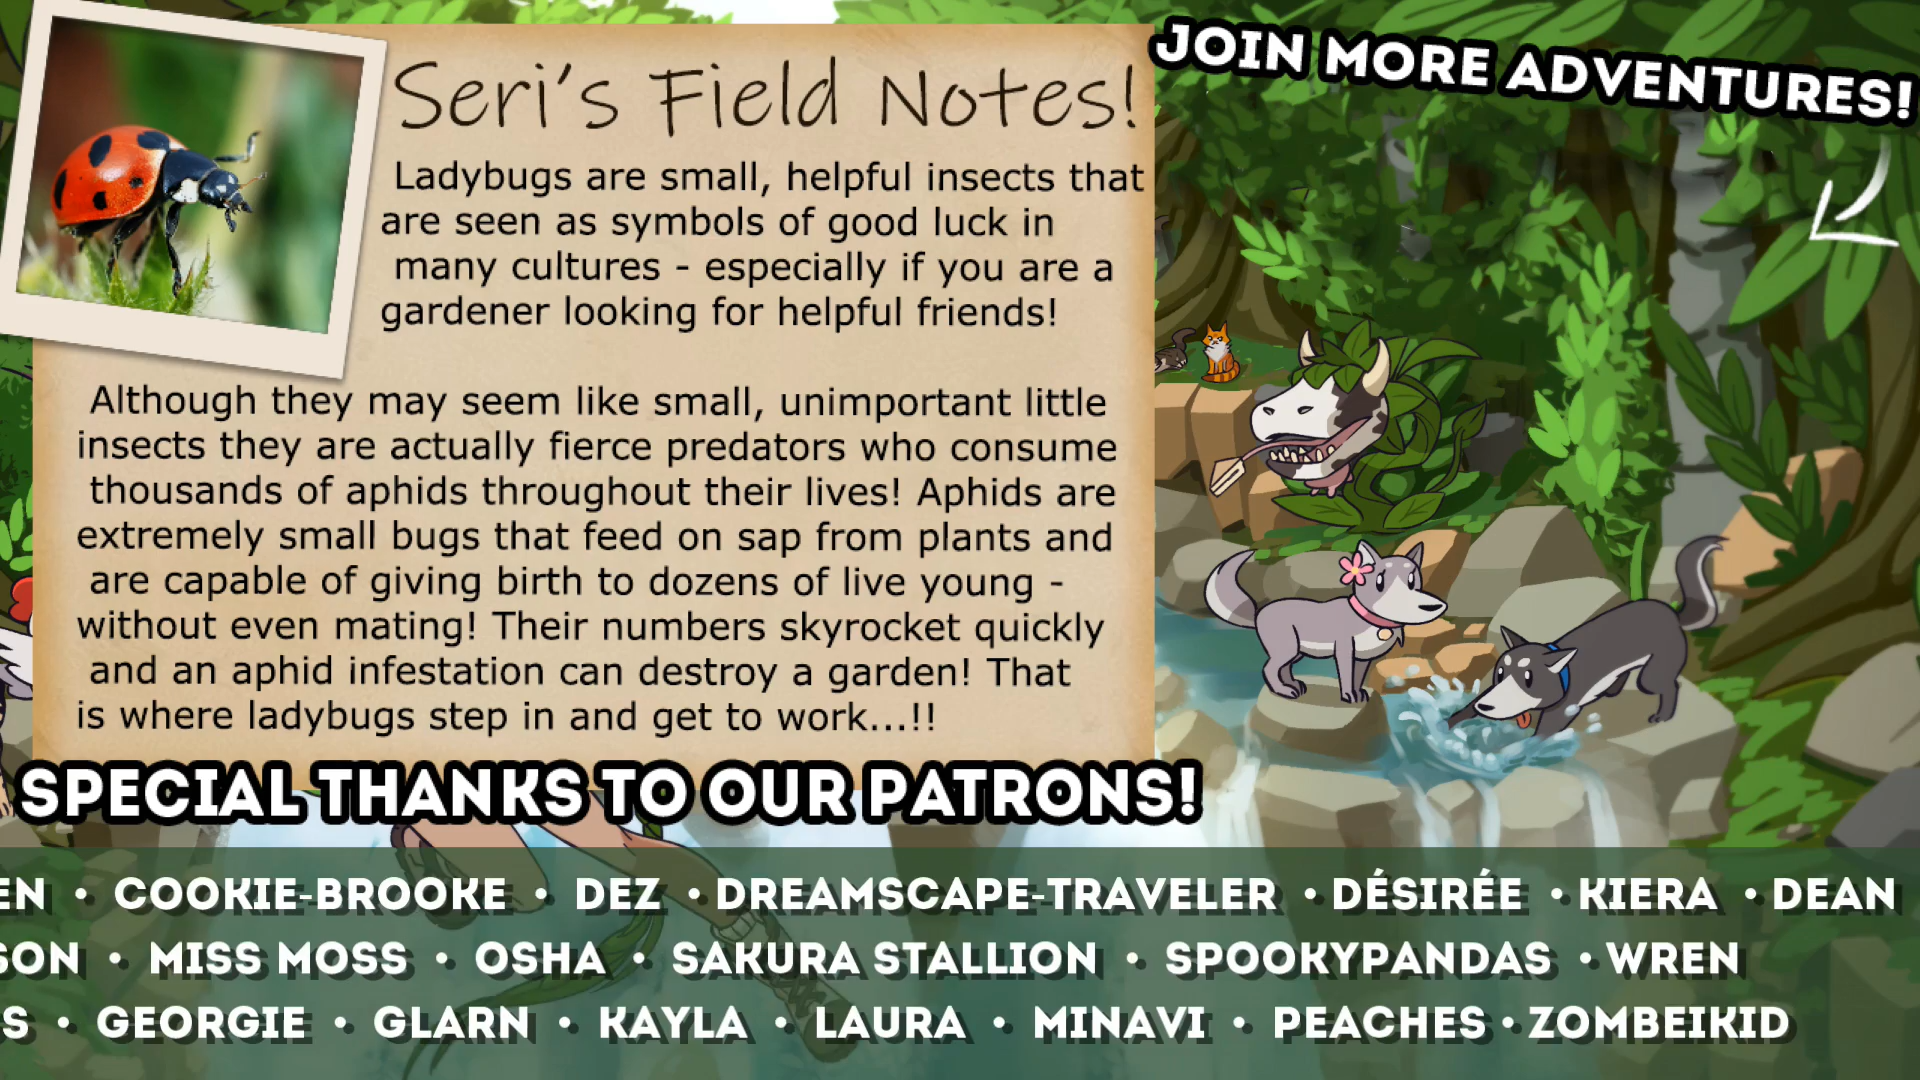 Seri's Field Notes!
JOIN MORE ADVENTURES!
Ladybugs are small, helpful insects that
are seen as symbols of good luck in
many cultures - especially if you are a
gardener looking for helpful friends!
Although they may seem like small, unimportant little
insects they are actually fierce predators who consume
thousands of aphids throughout their lives! Aphids are
extremely small bugs that feed on sap from plants and
are capable of giving birth to dozens of live young -
without even mating! Their numbers skyrocket quickly
and an aphid infestation can destroy a garden! That
is where ladybugs step in and get to work...!!
SPECIAL THANKS TO OUR PATRONS!
EN • COOKIE-BROOKE • DEZ • DREAMSCAPE-TRAVELER • DÉSIRÉE • KIERA • DEAN
SON • MISS MOSS • OSHA • SAKURA STALLION • SPOOKYPANDAS • WREN
S • GEORGIE • GLARN • KAYLA • LAURA • MINAVI • PEACHES • ZOMBEIKID